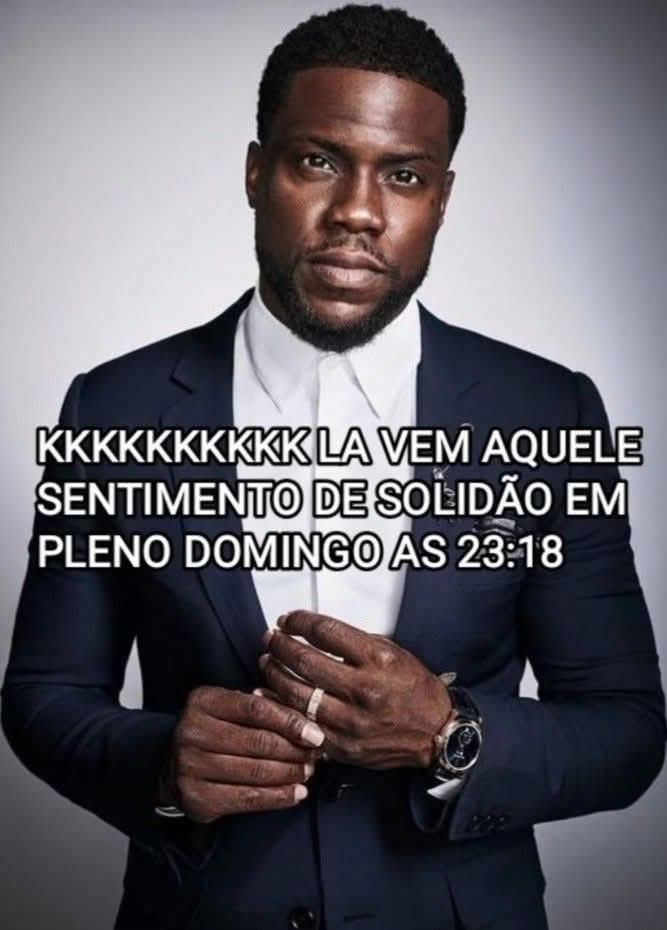 KKKKKKKKKK LA VEM AQUELE
SENTIMENTO DE SOLIDÃO EM
PLENO DOMINGO AS 23:18